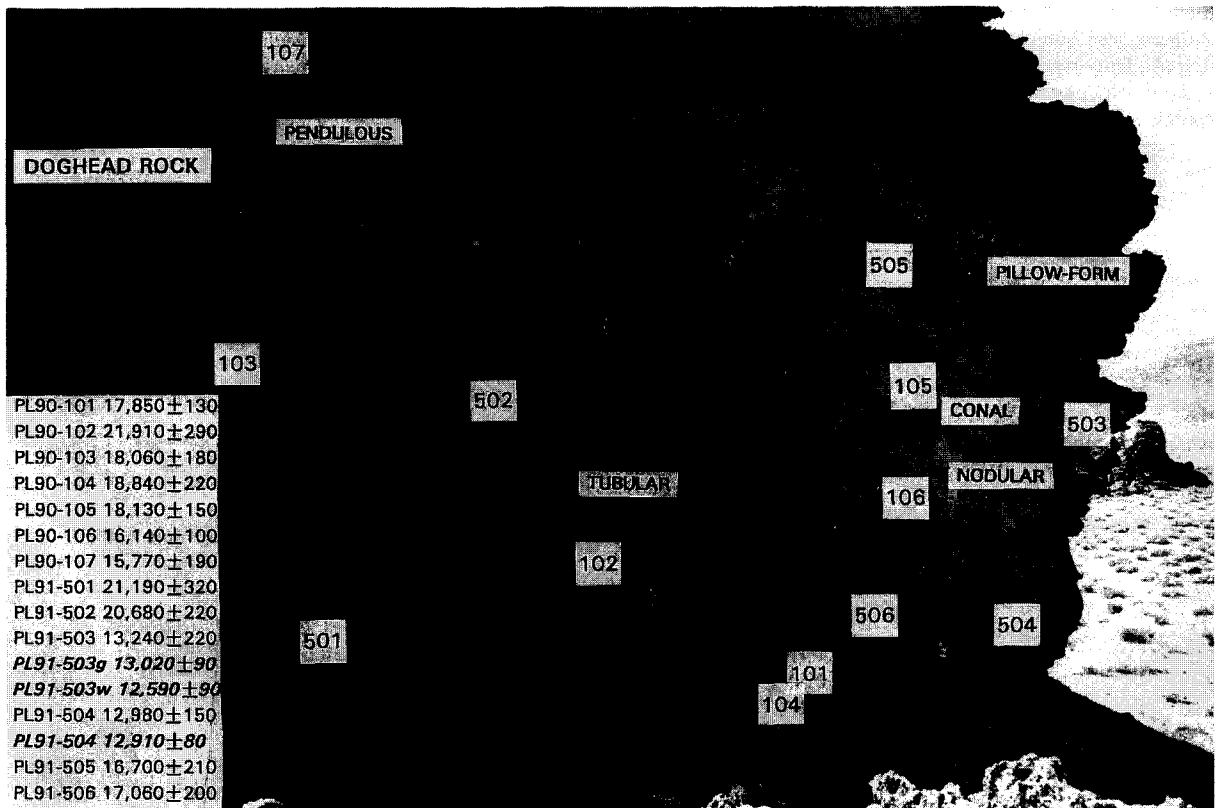 107
PENDULOUS
DOGHEAD ROCK
505
PILLOW-FORM
103
502
105
CONAL
503
TUBULAR
NODULAR
106
102
506
504
501
101
104
PL90-101 17,850±130
PL90-102 21,910±290
PL90-103 18,060±180
PL90-104 18,840±220
PL90-105 18,130±150
PL90-106 16,140±100
PL90-107 15,770±190
PL91-501 21,190±320
PL91-502 20,680±220
PL91-503 13,240±220
PL91-503g 13,020±90
PL91-503w 12,590±90
PL91-504 12,980±150
PL91-504 12,910±80
PL91-505 16,700±210
PL91-506 17,060±200